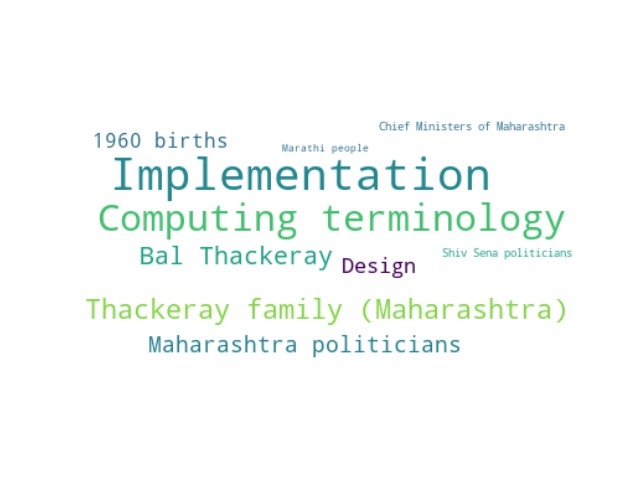 Chief Ministers of Maharashtra
1960 births
Marathi people
Implementation
Computing terminology
Bal Thackeray
Shiv Sena politicians
Design
Thackeray family (Maharashtra)
Maharashtra politicians